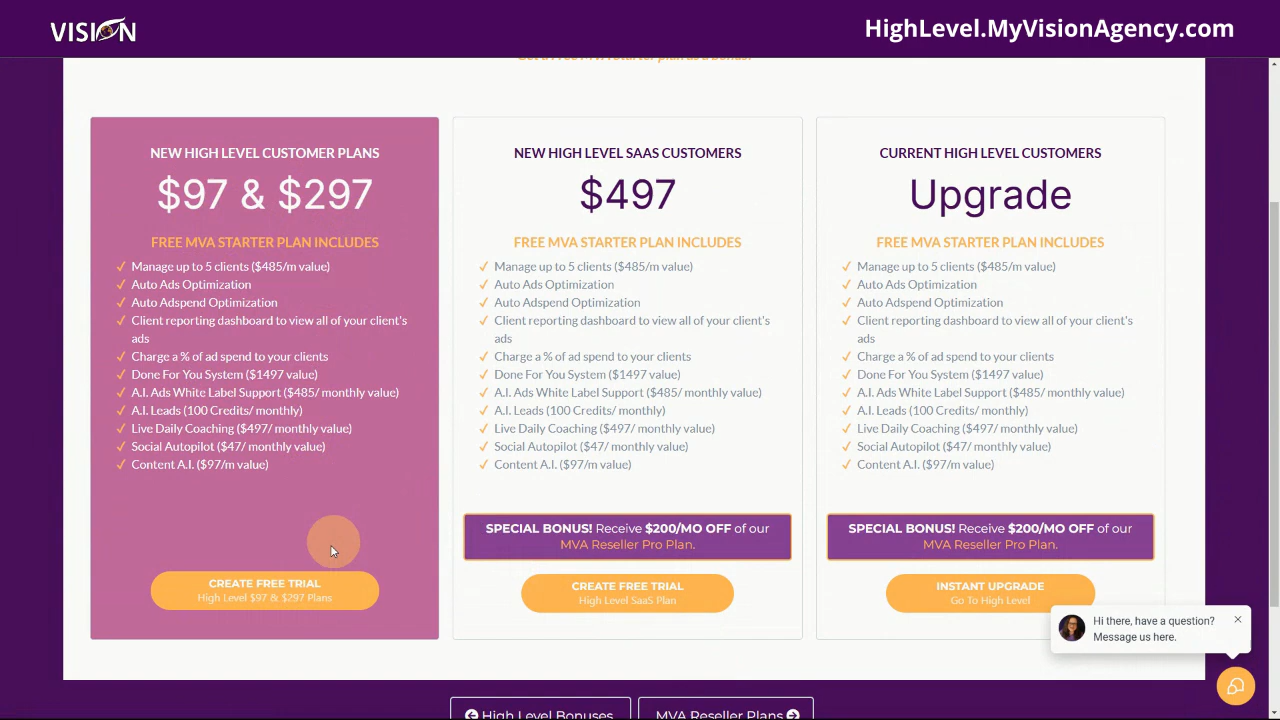 VISION
HighLevel.MyVisionAgency.com
Get a Free MVA starter plan as a Bonus!
NEW HIGH LEVEL CUSTOMER PLANS
$97 & $297
FREE MVA STARTER PLAN INCLUDES
✓ Manage up to 5 clients ($485/m value)
✓ Auto Ads Optimization
✓ Auto Adspend Optimization
✓ Client reporting dashboard to view all of your client's
ads
✓ Charge a % of ad spend to your clients
✓ Done For You System ($1497 value)
✓ A.I. Ads White Label Support ($485/ monthly value)
✓ A.I. Leads (100 Credits/ monthly)
✓ Live Daily Coaching ($497/ monthly value)
✓ Social Autopilot ($47/ monthly value)
✓ Content A.I. ($97/m value)
CREATE FREE TRIAL
High Level $97 & $297 Plans
NEW HIGH LEVEL SAAS CUSTOMERS
$497
FREE MVA STARTER PLAN INCLUDES
✓ Manage up to 5 clients ($485/m value)
✓ Auto Ads Optimization
✓ Auto Adspend Optimization
✓ Client reporting dashboard to view all of your client's
ads
✓ Charge a % of ad spend to your clients
✓ Done For You System ($1497 value)
✓ A.I. Ads White Label Support ($485/ monthly value)
✓ A.I. Leads (100 Credits/ monthly)
✓ Live Daily Coaching ($497/ monthly value)
✓ Social Autopilot ($47/ monthly value)
✓ Content A.I. ($97/m value)
SPECIAL BONUS! Receive $200/MO OFF of our
MVA Reseller Pro Plan.
CREATE FREE TRIAL
High Level SaaS Plan
CURRENT HIGH LEVEL CUSTOMERS
Upgrade
FREE MVA STARTER PLAN INCLUDES
✓ Manage up to 5 clients ($485/m value)
✓ Auto Ads Optimization
✓ Auto Adspend Optimization
✓ Client reporting dashboard to view all of your client's
ads
✓ Charge a % of ad spend to your clients
✓ Done For You System ($1497 value)
✓ A.I. Ads White Label Support ($485/ monthly value)
✓ A.I. Leads (100 Credits/ monthly)
✓ Live Daily Coaching ($497/ monthly value)
✓ Social Autopilot ($47/ monthly value)
✓ Content A.I. ($97/m value)
SPECIAL BONUS! Receive $200/MO OFF of our
MVA Reseller Pro Plan.
INSTANT UPGRADE
Go To High Level
Hi there, have a question?
Message us here.
High Level Bonuses
MVA Reseller Plans